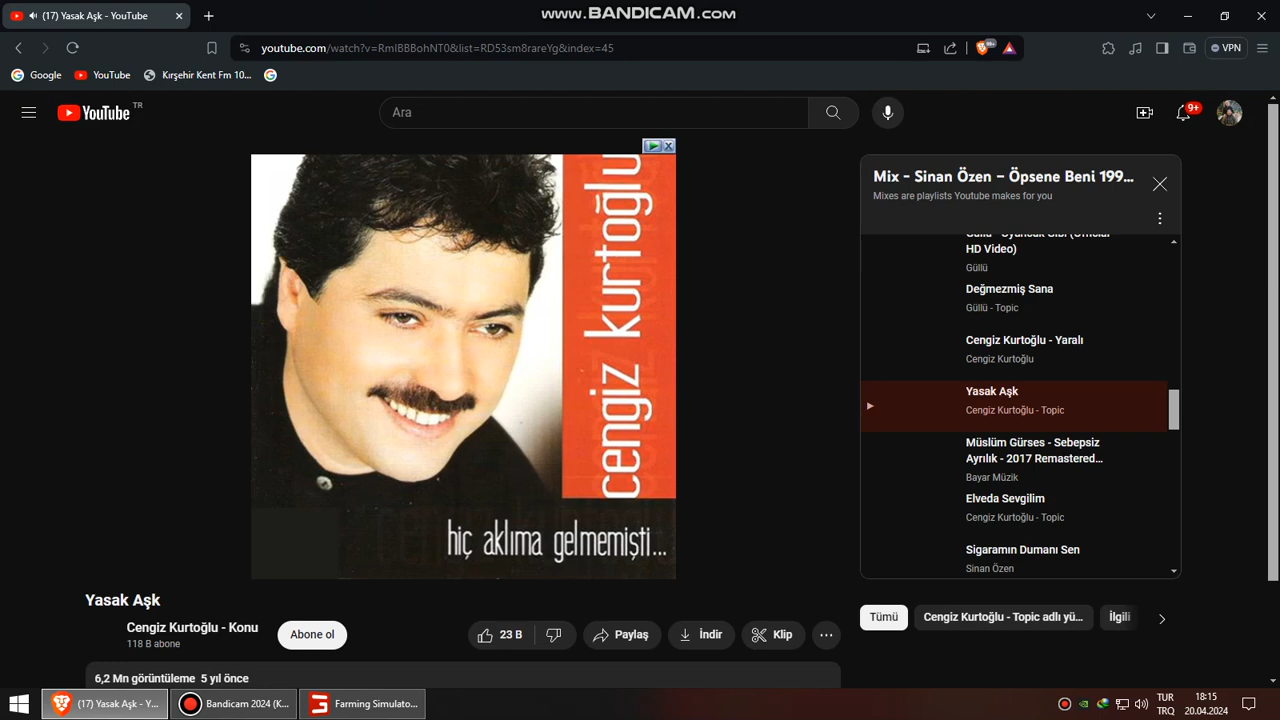 (17) Yasak Aşk - YouTube
www.BANDICAM.com
youtube.com/watch?v=RmIBBBohNT0&list=RD53sm8rareYg&index=45
VPN
Google
YouTube
Kırşehir Kent Fm 10...
YouTube TR
Ara
9+
cengiz kurtoğlu
hiç aklıma gelmemişti...
Mix - Sinan Özen – Öpsene Beni 199...
Mixes are playlists Youtube makes for you
HD Video)
Güllü
Değmezmiş Sana
Güllü - Topic
Cengiz Kurtoğlu - Yaralı
Cengiz Kurtoğlu
Yasak Aşk
Cengiz Kurtoğlu - Topic
Müslüm Gürses - Sebepsiz
Ayrılık - 2017 Remastered...
Bayar Müzik
Elveda Sevgilim
Cengiz Kurtoğlu - Topic
Sigaramın Dumanı Sen
Sinan Özen
Yasak Aşk
Cengiz Kurtoğlu - Konu
118 B abone
Abone ol
23 B
Paylaş
İndir
Klip
Tümü
Cengiz Kurtoğlu - Topic adlı yü...
İlgili
6,2 Mn görüntüleme 5 yıl önce
(17) Yasak Aşk - Y...
Bandicam 2024 (K...
Farming Simulato...
TUR
TRQ
18:15
20.04.2024